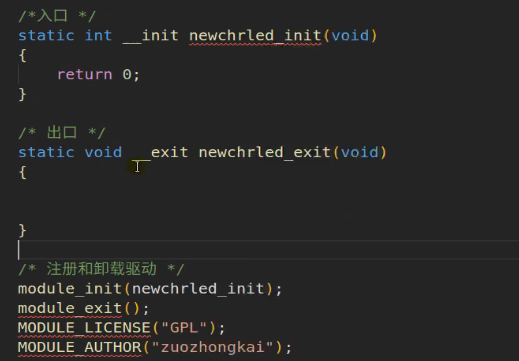 /*入口 */
static int __init newchrled_init(void)
{
    return 0;
}

/* 出口 */
static void __exit newchrled_exit(void)
{


}

/* 注册和卸载驱动 */
module_init(newchrled_init);
module_exit();
MODULE_LICENSE("GPL");
MODULE_AUTHOR("zuozhongkai");